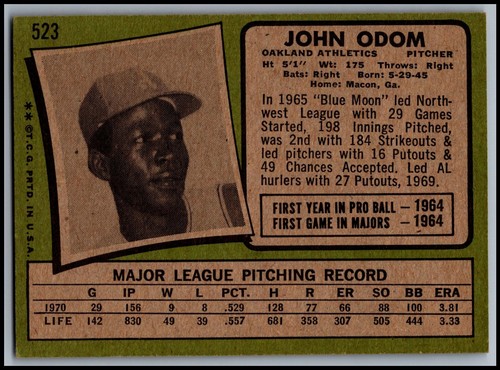 523
JOHN ODOM
OAKLAND ATHLETICS PITCHER
Ht 5'1" Wt: 175 Throws: Right
Bats: Right Born: 5-29-45
Home: Macon, Ga.
In 1965 "Blue Moon" led North-
west League with 29 Games
Started, 198 Innings Pitched,
was 2nd with 184 Strikeouts &
led pitchers with 16 Putouts &
49 Chances Accepted. Led AL
hurlers with 27 Putouts, 1969.
FIRST YEAR IN PRO BALL — 1964
FIRST GAME IN MAJORS — 1964
**©T.C.G. PRTD. IN U.S.A.
MAJOR LEAGUE PITCHING RECORD
G IP W L PCT. H R ER SO BB ERA
1970 29 156 9 8 .529 128 77 66 88 100 3.81
LIFE 142 830 49 39 .557 681 358 307 505 444 3.33